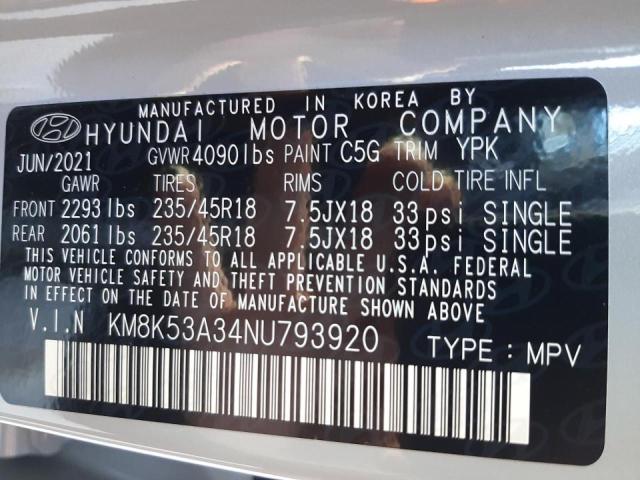 MANUFACTURED IN KOREA BY
HYUNDAI MOTOR COMPANY
JUN/2021 GVWR 4090lbs PAINT C5G TRIM YPK
GAWR TIRES RIMS COLD TIRE INFL
FRONT 2293lbs 235/45R18 7.5JX18 33psi SINGLE
REAR 2061lbs 235/45R18 7.5JX18 33psi SINGLE
THIS VEHICLE CONFORMS TO ALL APPLICABLE U.S.A. FEDERAL
MOTOR VEHICLE SAFETY AND THEFT PREVENTION STANDARDS
IN EFFECT ON THE DATE OF MANUFACTURE SHOWN ABOVE
V.I.N KM8K53A34NU793920 TYPE : MPV